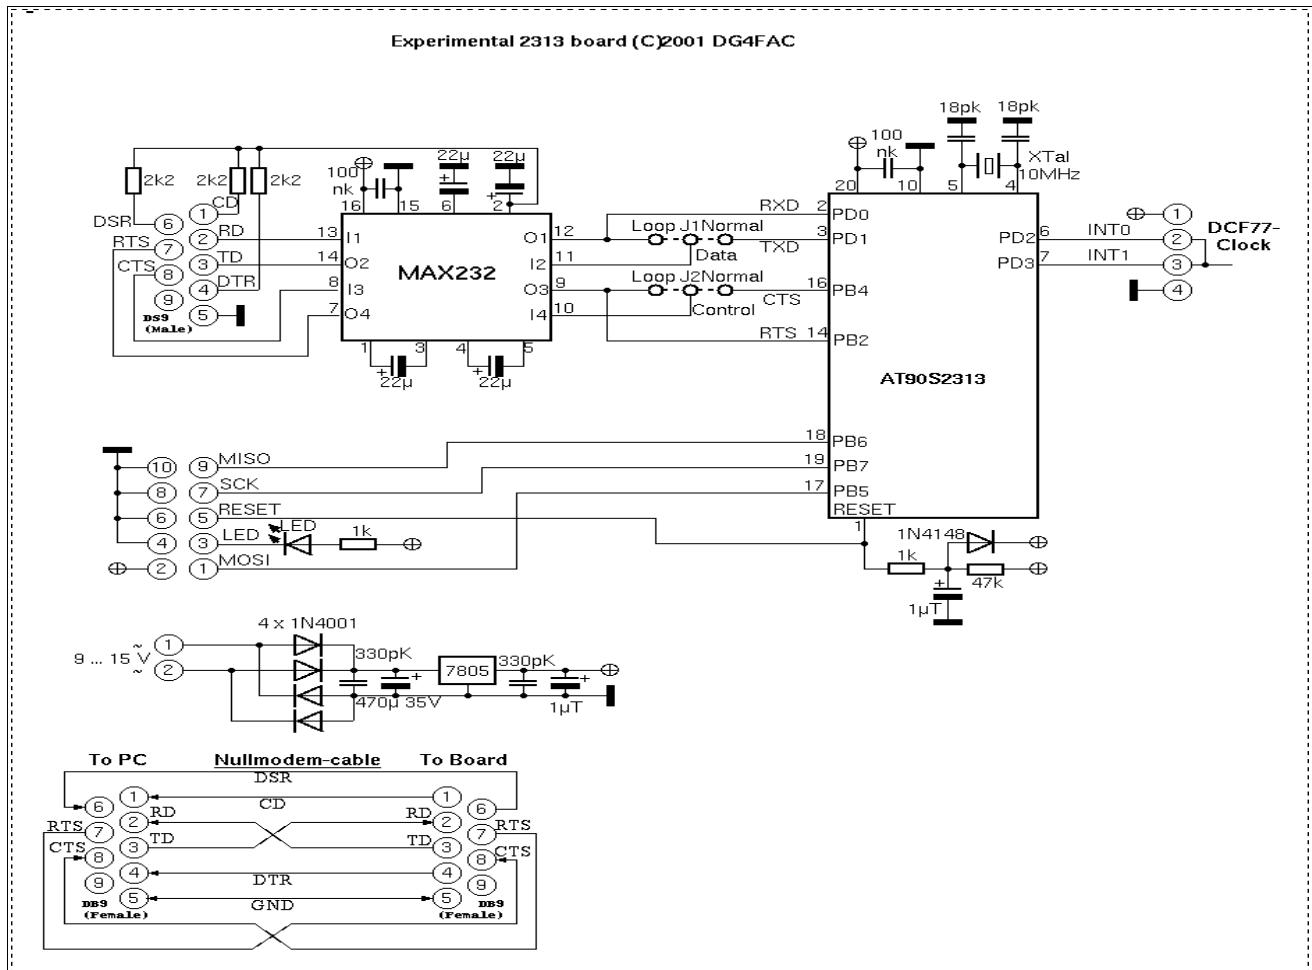 Experimental 2313 board (C)2001 DG4FAC
18pk 18pk
XTal
10MHz
100
nk
20 10 5 4
22µ 22µ
100
nk
16 15 6 2
2k2 2k2 2k2
CD
DSR 6 1
RTS 7 2 RD
CTS 8 3 TD
9 4 DTR
DS9
(Male) 5
13 I1
14 O2
8 I3
7 O4
MAX232
O1 12
I2 11
O3 9
I4 10
1 3 4 5
22µ 22µ
RXD 2 PD0
Loop J1Normal
TXD 3 PD1
Data
Loop J2Normal
CTS 16 PB4
Control
RTS 14 PB2
AT90S2313
PD2 6 INT0
PD3 7 INT1
1
2
3
4
DCF77-
Clock
18 PB6
19 PB7
17 PB5
RESET
1
10 9 MISO
8 7 SCK
6 5 RESET
4 3 LED
LED
1k
2 1 MOSI
1N4148
1k
47k
1µT
4 x 1N4001
~ 1
9 ... 15 V
~ 2
330pK
7805
330pK
470µ 35V
1µT
To PC Nullmodem-cable To Board
DSR
6 1 CD 1 6
RTS 7 2 RD RD 2 7 RTS
CTS 8 3 TD TD 3 8 CTS
9 4 DTR 4 9
5 GND 5
DB9
(Female)
DB9
(Female)